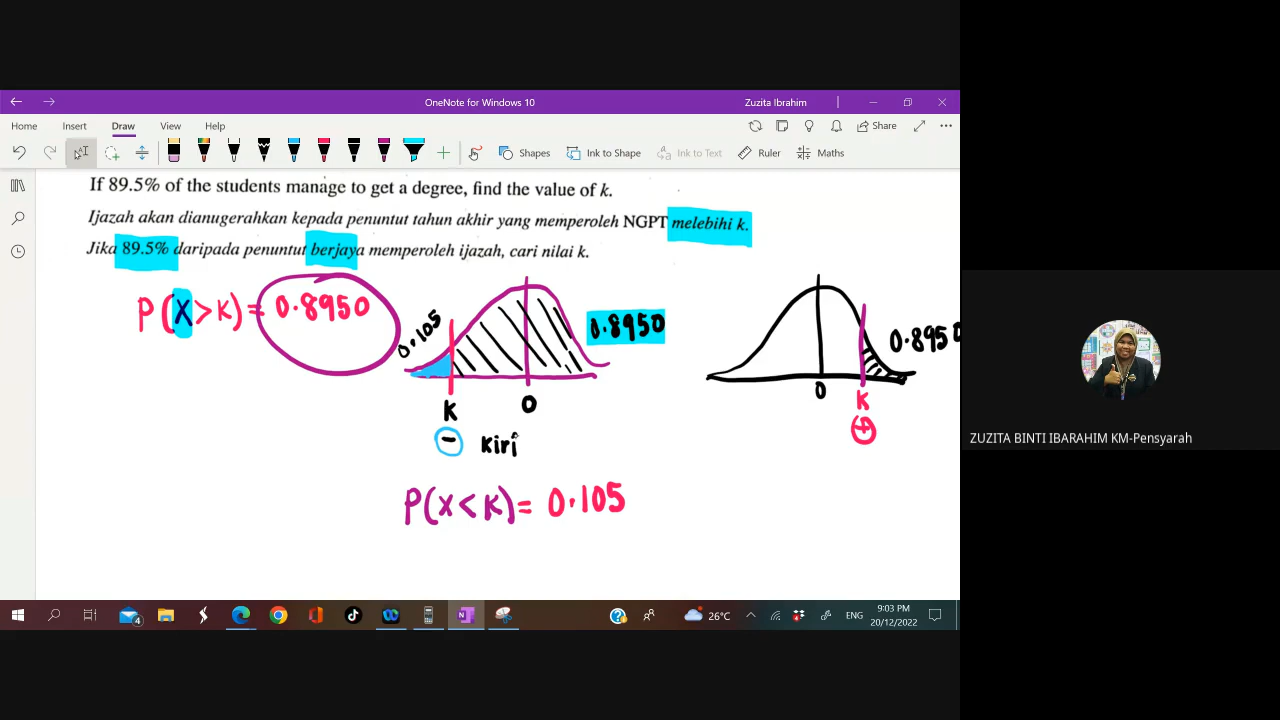 OneNote for Windows 10
Zuzita Ibrahim
Home Insert Draw View Help
Share
Shapes
Ink to Shape
Ink to Text
Ruler
Maths
If 89.5% of the students manage to get a degree, find the value of k.
Ijazah akan dianugerahkan kepada penuntut tahun akhir yang memperoleh NGPT melebihi k.
Jika 89.5% daripada penuntut berjaya memperoleh ijazah, cari nilai k.
P(X>K) = 0.8950
0.105
0.8950
K
0
- kiri
0.8950
0
K
+
P(X<K) = 0.105
ZUZITA BINTI IBARAHIM KM-Pensyarah
4
26°C
ENG
9:03 PM
20/12/2022